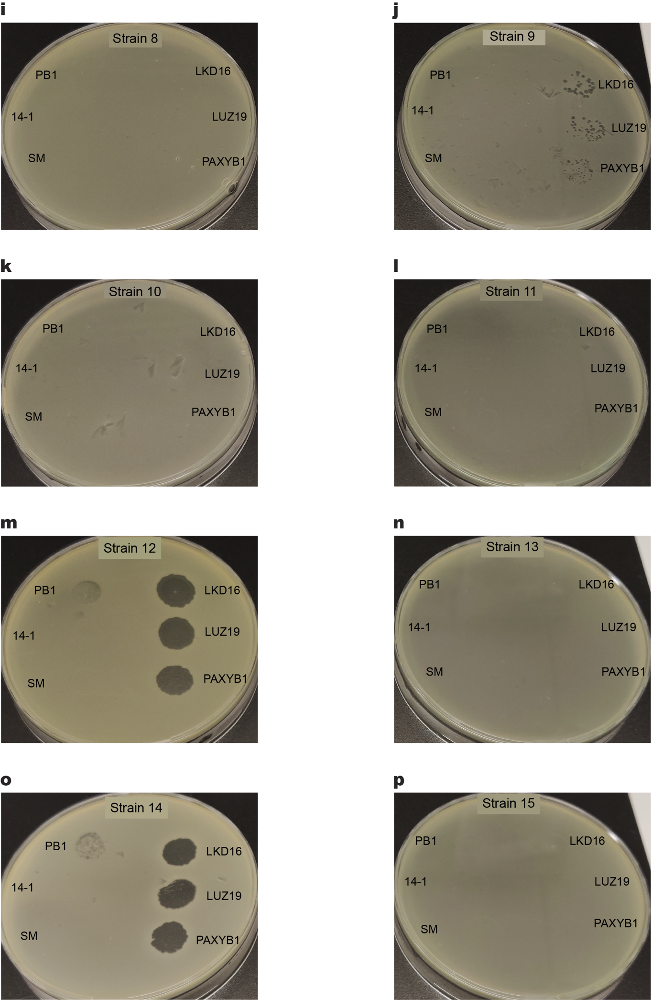 i
Strain 8
PB1
LKD16
14-1
LUZ19
SM
PAXYB1
j
Strain 9
PB1
LKD16
14-1
LUZ19
SM
PAXYB1
k
Strain 10
PB1
LKD16
14-1
LUZ19
SM
PAXYB1
l
Strain 11
PB1
LKD16
14-1
LUZ19
SM
PAXYB1
m
Strain 12
PB1
LKD16
14-1
LUZ19
SM
PAXYB1
n
Strain 13
PB1
LKD16
14-1
LUZ19
SM
PAXYB1
o
Strain 14
PB1
LKD16
14-1
LUZ19
SM
PAXYB1
p
Strain 15
PB1
LKD16
14-1
LUZ19
SM
PAXYB1